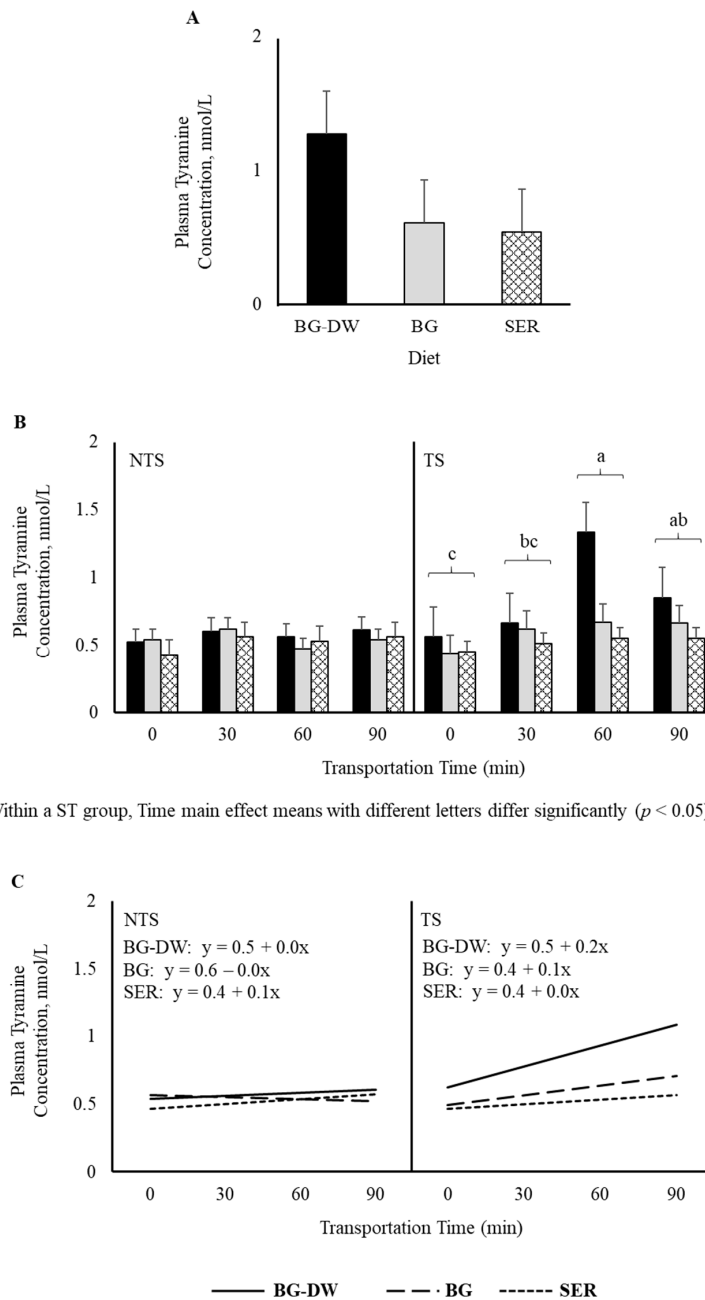 A
Plasma Tyramine
Concentration, nmol/L
2
1
0
BG-DW BG SER
Diet
B
Plasma Tyramine
Concentration, nmol/L
2
1.5
1
0.5
0
NTS
TS
c
bc
a
ab
0 30 60 90 0 30 60 90
Transportation Time (min)
a ST group, Time main effect means with different letters differ significantly (p < 0.05)
C
Plasma Tyramine
Concentration, nmol/L
2
1.5
1
0.5
0
NTS
BG-DW: y = 0.5 + 0.0x
BG: y = 0.6 – 0.0x
SER: y = 0.4 + 0.1x
TS
BG-DW: y = 0.5 + 0.2x
BG: y = 0.4 + 0.1x
SER: y = 0.4 + 0.0x
0 30 60 90 0 30 60 90
Transportation Time (min)
BG-DW BG SER